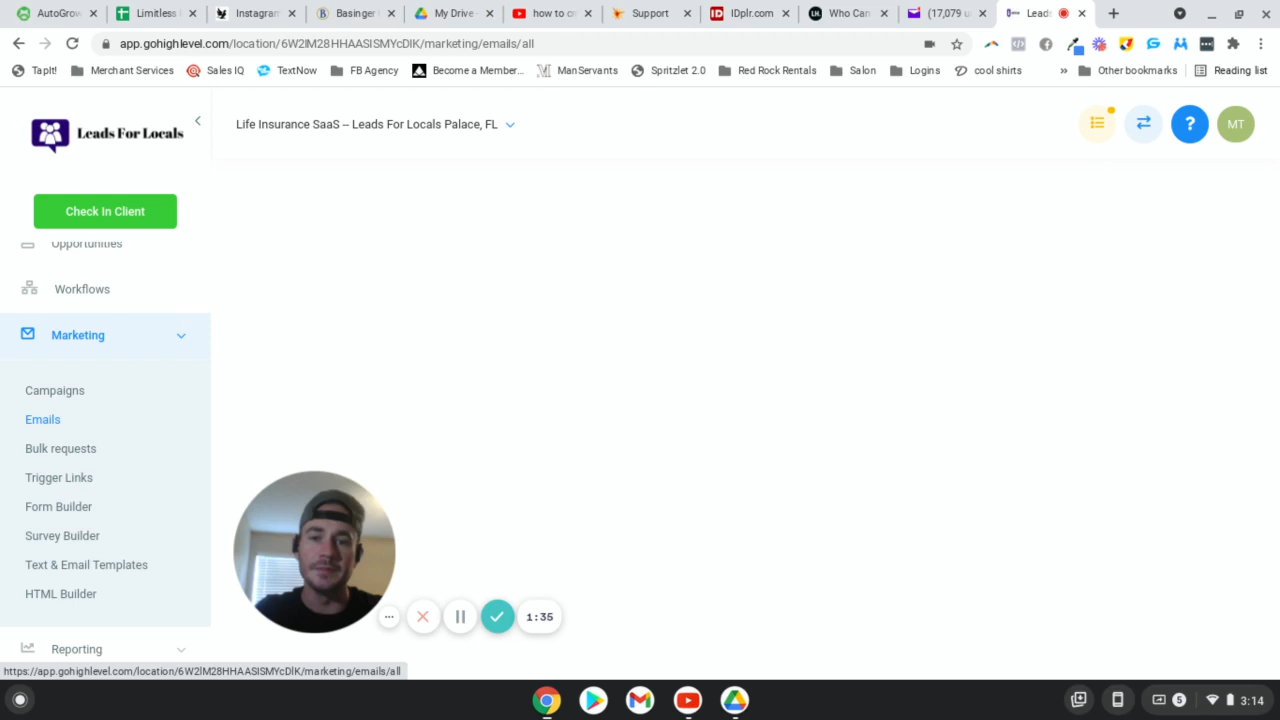 AutoGrow
Limitless
Instagram
Basinger
My Drive -
how to c
Support
IDplr.com
Who Can
(17,079 u
Leads
app.gohighlevel.com/location/6W2lM28HHAASISMYcDlK/marketing/emails/all
TapIt!
Merchant Services
Sales IQ
TextNow
FB Agency
Become a Member...
ManServants
Spritzlet 2.0
Red Rock Rentals
Salon
Logins
cool shirts
»
Other bookmarks
Reading list
Leads For Locals
Life Insurance SaaS -- Leads For Locals Palace, FL
?
MT
Check In Client
Opportunities
Workflows
Marketing
Campaigns
Emails
Bulk requests
Trigger Links
Form Builder
Survey Builder
Text & Email Templates
HTML Builder
1:35
Reporting
https://app.gohighlevel.com/location/6W2lM28HHAASISMYcDlK/marketing/emails/all
5
3:14